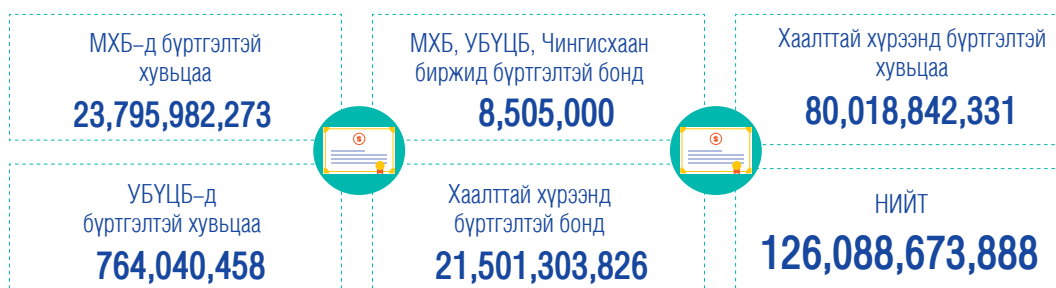 МХБ–д бүртгэлтэй
хувьцаа
23,795,982,273
МХБ, УБҮЦБ, Чингисхаан
биржид бүртгэлтэй бонд
8,505,000
Хаалттай хүрээнд бүртгэлтэй
хувьцаа
80,018,842,331
УБҮЦБ–д
бүртгэлтэй хувьцаа
764,040,458
Хаалттай хүрээнд
бүртгэлтэй бонд
21,501,303,826
НИЙТ
126,088,673,888